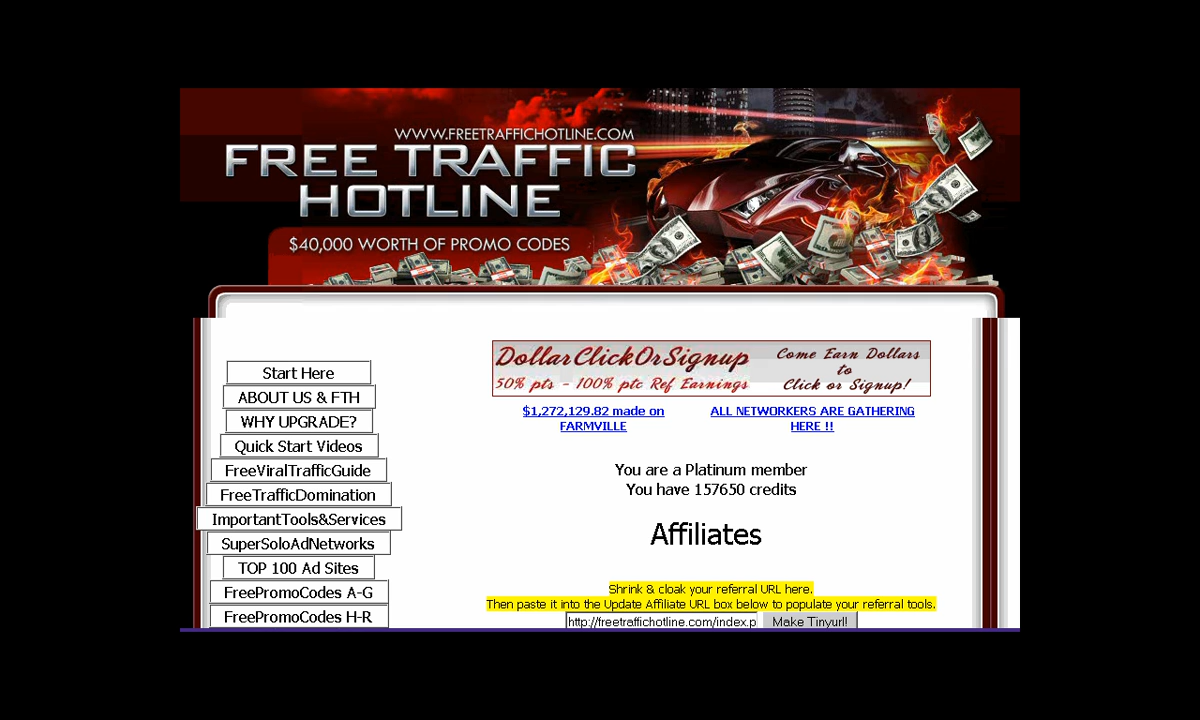 WWW.FREETRAFFICHOTLINE.COM
FREE TRAFFIC
HOTLINE
$40,000 WORTH OF PROMO CODES
Start Here
ABOUT US & FTH
WHY UPGRADE?
Quick Start Videos
FreeViralTrafficGuide
FreeTrafficDomination
ImportantTools&Services
SuperSoloAdNetworks
TOP 100 Ad Sites
FreePromoCodes A-G
FreePromoCodes H-R
DollarClickOrSignup
50% pts - 100% ptc Ref Earnings
Come Earn Dollars
to
Click or Signup!
$1,272,129.82 made on
FARMVILLE
ALL NETWORKERS ARE GATHERING
HERE !!
You are a Platinum member
You have 157650 credits
Affiliates
Shrink & cloak your referral URL here.
Then paste it into the Update Affiliate URL box below to populate your referral tools.
http://freetraffichotline.com/index.p
Make Tinyurl!